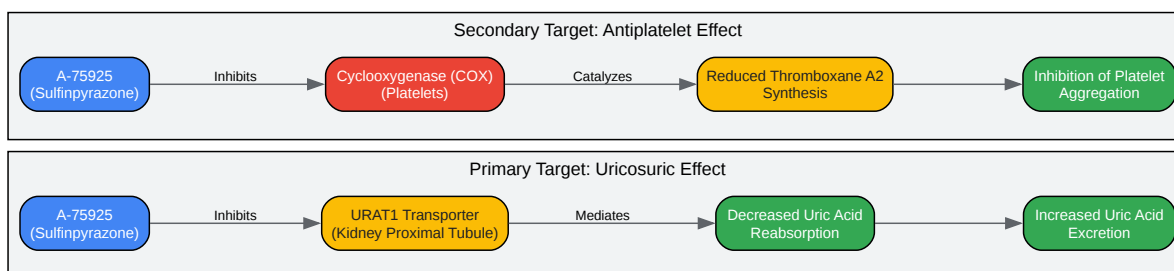 Secondary Target: Antiplatelet Effect
A-75925
(Sulfinpyrazone)
Inhibits
Cyclooxygenase (COX)
(Platelets)
Catalyzes
Reduced Thromboxane A2
Synthesis
Inhibition of Platelet
Aggregation
Primary Target: Uricosuric Effect
A-75925
(Sulfinpyrazone)
Inhibits
URAT1 Transporter
(Kidney Proximal Tubule)
Mediates
Decreased Uric Acid
Reabsorption
Increased Uric Acid
Excretion